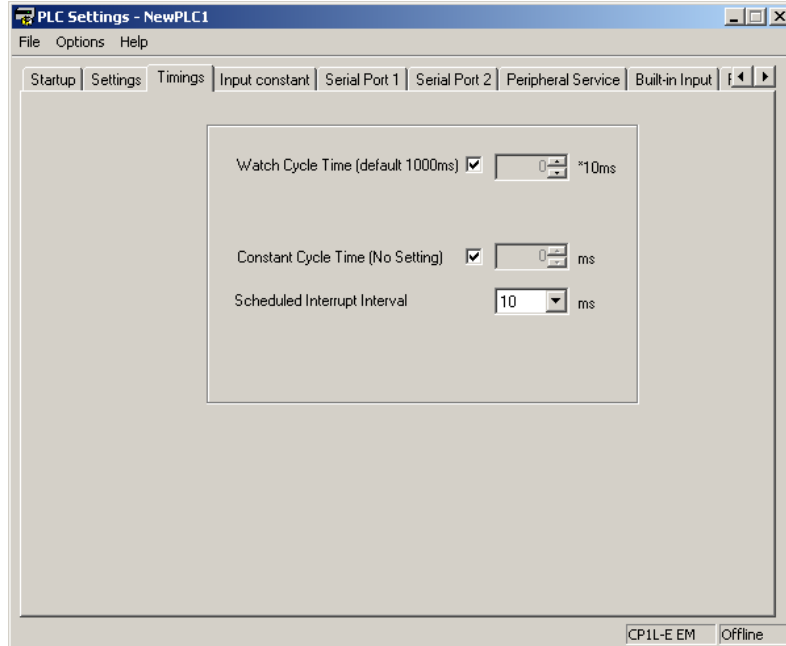 PLC Settings - NewPLC1
File Options Help
Startup Settings Timings Input constant Serial Port 1 Serial Port 2 Peripheral Service Built-in Input
Watch Cycle Time (default 1000ms) 0 *10ms
Constant Cycle Time (No Setting) 0 ms
Scheduled Interrupt Interval 10 ms
CP1L-E EM Offline